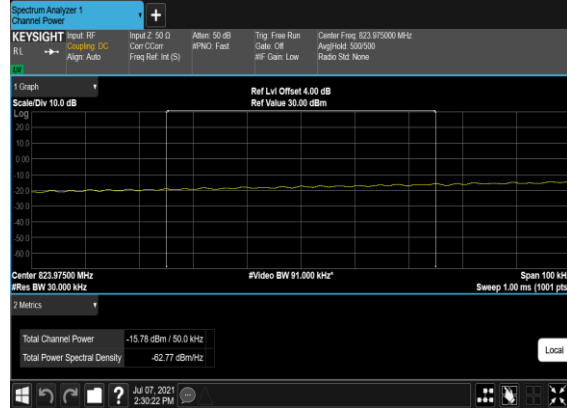 Spectrum Analyzer 1
Channel Power
+
KEYSIGHT Input: RF Input Z: 50 Ω Atten: 50 dB Trig: Free Run Center Freq: 823.975000 MHz
RL Coupling: DC Corr CCorr #PNO: Fast Gate: Off Avg|Hold: 500/500
Align: Auto Freq Ref: Int (S) #IF Gain: Low Radio Std: None
1 Graph
Ref Lvl Offset 4.00 dB
Scale/Div 10.0 dB Ref Value 30.00 dBm
Log
20.0
10.0
0.00
-10.0
-20.0
-30.0
-40.0
-50.0
-60.0
Center 823.97500 MHz #Video BW 91.000 kHz* Span 100 kHz
#Res BW 30.000 kHz Sweep 1.00 ms (1001 pts)
2 Metrics
Total Channel Power -15.78 dBm / 50.0 kHz
Total Power Spectral Density -62.77 dBm/Hz
Local
?
Jul 07, 2021
2:30:22 PM